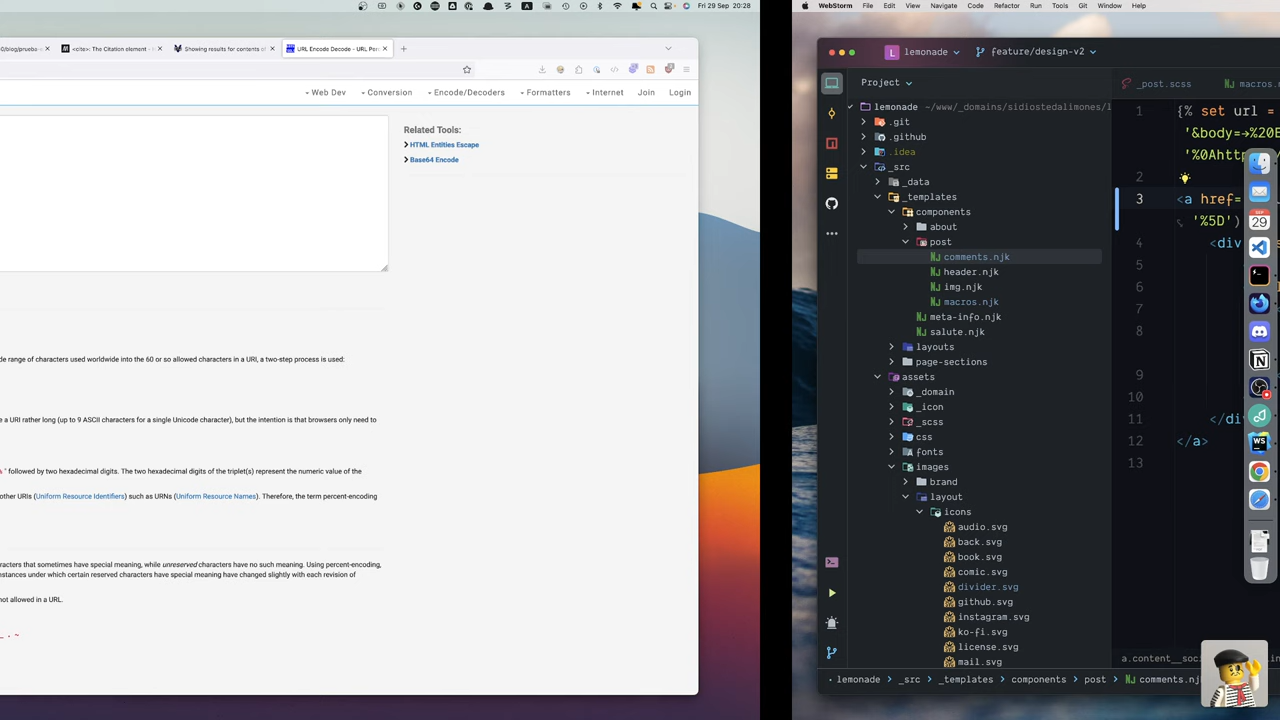 Fri 29 Sep 20:28
0/blog/prueba-
<cite>: The Citation element -
Showing results for contents of
URL Encode Decode - URL Per
Web Dev
Conversion
Encode/Decoders
Formatters
Internet
Join
Login
Related Tools:
HTML Entities Escape
Base64 Encode
de range of characters used worldwide into the 60 or so allowed characters in a URI, a two-step process is used:
e a URI rather long (up to 9 ASCII characters for a single Unicode character), but the intention is that browsers only need to
' followed by two hexadecimal digits. The two hexadecimal digits of the triplet(s) represent the numeric value of the
other URIs (Uniform Resource Identifiers) such as URNs (Uniform Resource Names). Therefore, the term percent-encoding
aracters that sometimes have special meaning, while unreserved characters have no such meaning. Using percent-encoding,
nstances under which certain reserved characters have special meaning have changed slightly with each revision of
not allowed in a URL.
_ . ~
WebStorm File Edit View Navigate Code Refactor Run Tools Git Window Help
L lemonade feature/design-v2
Project
_post.scss
macros.n
lemonade ~/www/_domains/sidiostedalimones/l
.git
.github
.idea
_src
_data
_templates
components
about
post
comments.njk
header.njk
img.njk
macros.njk
meta-info.njk
salute.njk
layouts
page-sections
assets
_domain
_icon
_scss
css
fonts
images
brand
layout
icons
audio.svg
back.svg
book.svg
comic.svg
divider.svg
github.svg
instagram.svg
ko-fi.svg
license.svg
mail.svg
1 {% set url =
'&body=→%20E
'%0Ahttp
2
3 <a href=
'%5D')
4 <div
5
6
7
8
9
10
11 </di
12 </a>
13
SEP
29
WS
a.content__soc
lemonade > _src > _templates > components > post > comments.nj